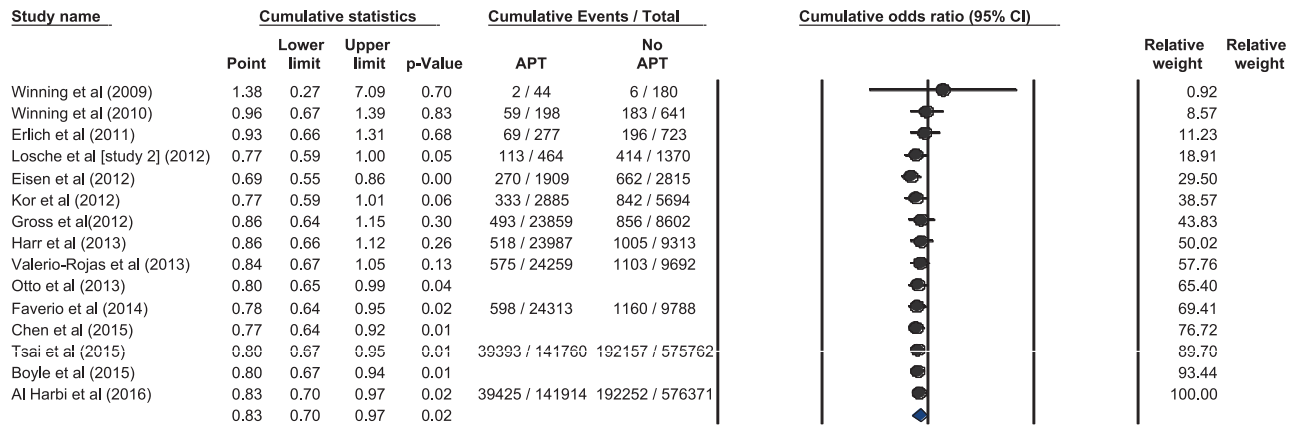 Study name Cumulative statistics Cumulative Events / Total Cumulative odds ratio (95% CI)
Lower Upper No Relative Relative
Point limit limit p-Value APT APT weight weight
Winning et al (2009) 1.38 0.27 7.09 0.70 2 / 44 6 / 180 0.92
Winning et al (2010) 0.96 0.67 1.39 0.83 59 / 198 183 / 641 8.57
Erlich et al (2011) 0.93 0.66 1.31 0.68 69 / 277 196 / 723 11.23
Losche et al [study 2] (2012) 0.77 0.59 1.00 0.05 113 / 464 414 / 1370 18.91
Eisen et al (2012) 0.69 0.55 0.86 0.00 270 / 1909 662 / 2815 29.50
Kor et al (2012) 0.77 0.59 1.01 0.06 333 / 2885 842 / 5694 38.57
Gross et al(2012) 0.86 0.64 1.15 0.30 493 / 23859 856 / 8602 43.83
Harr et al (2013) 0.86 0.66 1.12 0.26 518 / 23987 1005 / 9313 50.02
Valerio-Rojas et al (2013) 0.84 0.67 1.05 0.13 575 / 24259 1103 / 9692 57.76
Otto et al (2013) 0.80 0.65 0.99 0.04 65.40
Faverio et al (2014) 0.78 0.64 0.95 0.02 598 / 24313 1160 / 9788 69.41
Chen et al (2015) 0.77 0.64 0.92 0.01 76.72
Tsai et al (2015) 0.80 0.67 0.95 0.01 39393 / 141760 192157 / 575762 89.70
Boyle et al (2015) 0.80 0.67 0.94 0.01 93.44
Al Harbi et al (2016) 0.83 0.70 0.97 0.02 39425 / 141914 192252 / 576371 100.00
0.83 0.70 0.97 0.02